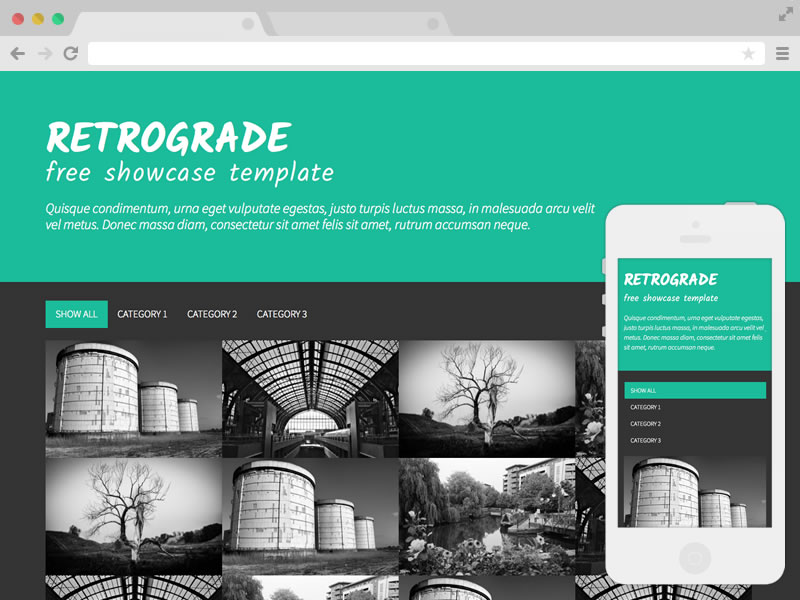 RETROGRADE
free showcase template
Quisque condimentum, urna eget vulputate egestas, justo turpis luctus massa, in malesuada arcu velit
vel metus. Donec massa diam, consectetur sit amet felis sit amet, rutrum accumsan neque.
SHOW ALL CATEGORY 1 CATEGORY 2 CATEGORY 3
RETROGRADE
free showcase template
Quisque condimentum, urna eget vulputate egestas,
justo turpis luctus massa, in malesuada arcu velit vel
metus. Donec massa diam, consectetur sit amet felis
sit amet, rutrum accumsan neque.
SHOW ALL
CATEGORY 1
CATEGORY 2
CATEGORY 3